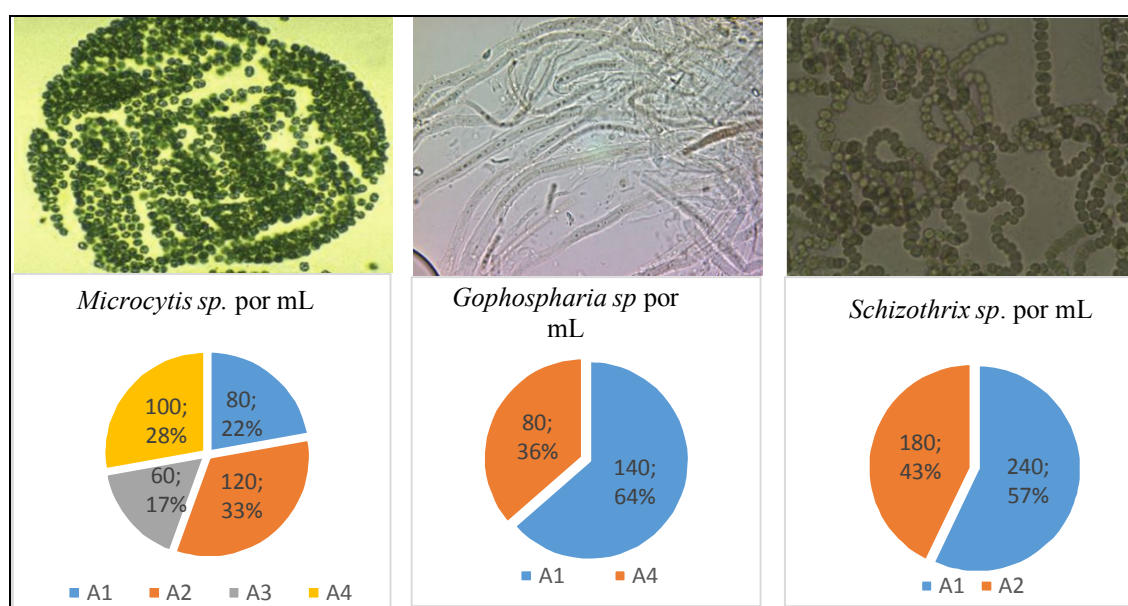 Microcytis sp. por mL
80;
22%
120;
33%
60;
17%
100;
28%
A1 A2 A3 A4
Gophospharia sp por
mL
140;
64%
80;
36%
A1 A4
Schizothrix sp. por mL
240;
57%
180;
43%
A1 A2